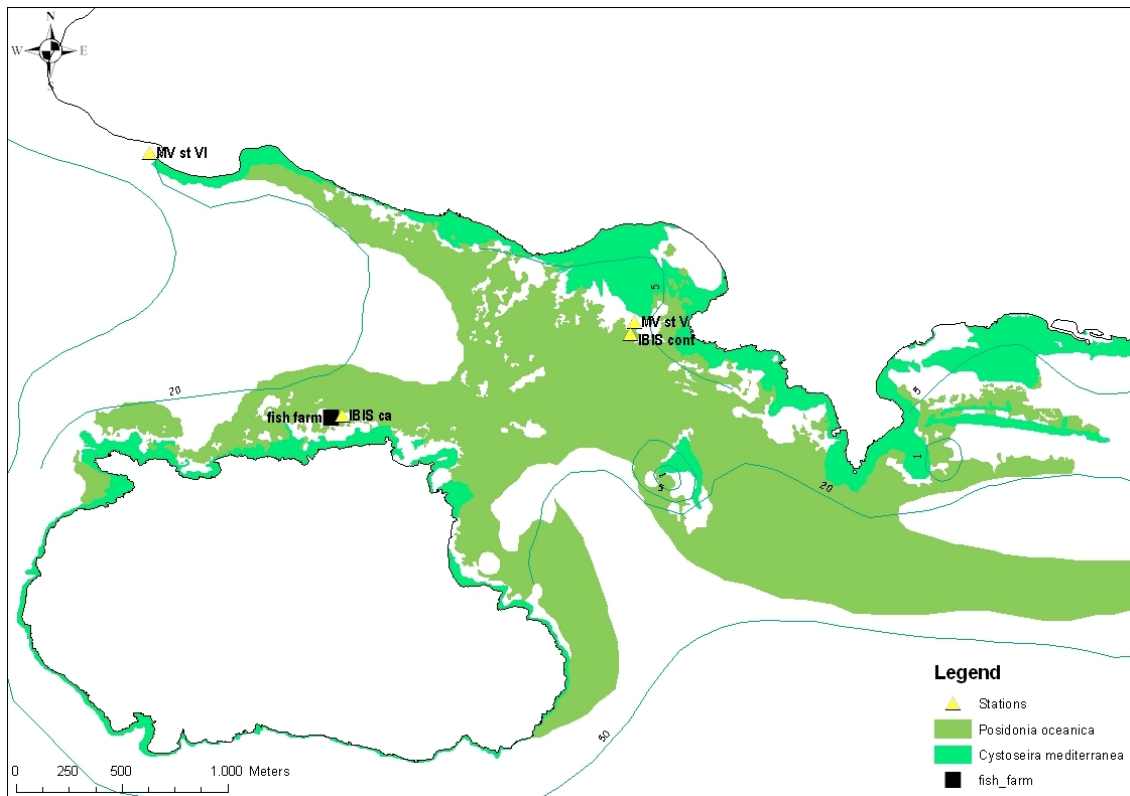 N
W E
S
MV st VI
5
MV st V
IBIS cont
20
fish farm IBIS ca
5
1
1
5
20
50
Legend
Stations
Posidonia oceanica
Cystoseira mediterranea
fish_farm
0 250 500 1.000 Meters